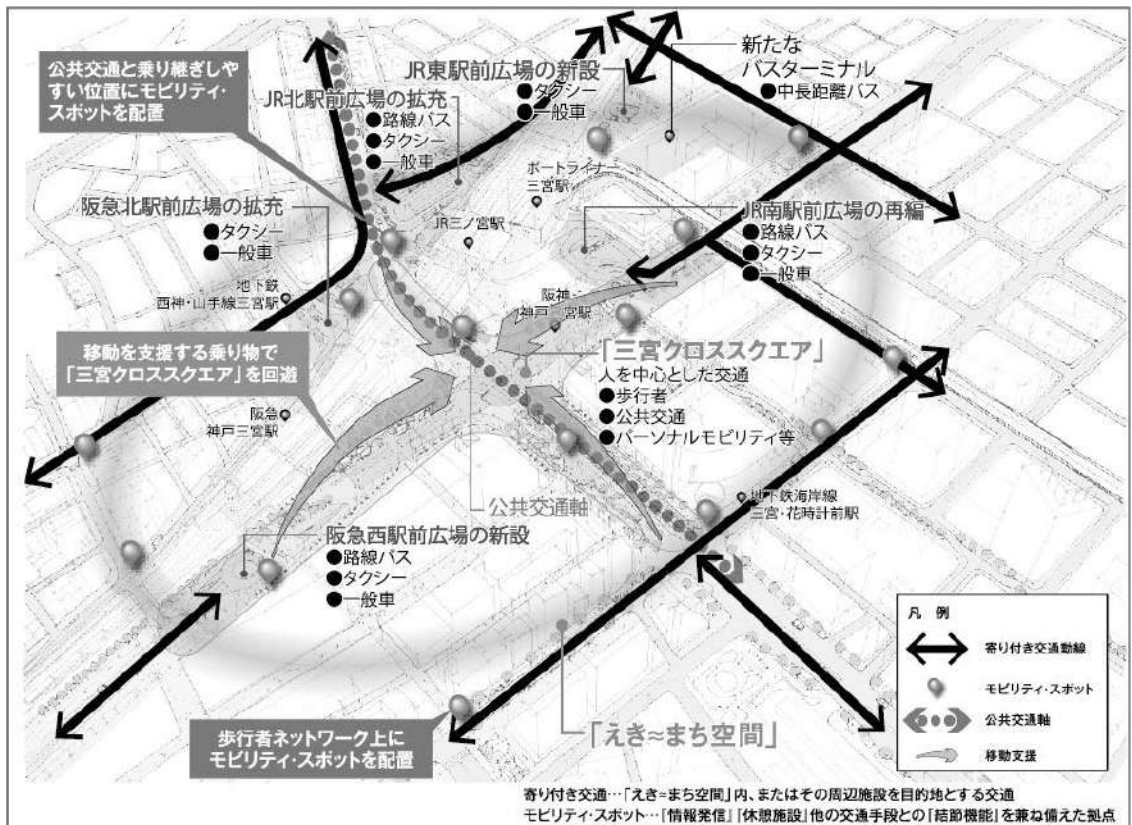 公共交通と乗り継ぎしや
すい位置にモビリティ・
スポットを配置
JR東駅前広場の新設
●タクシー
●一般車
新たな
バスターミナル
●中長距離バス
JR北駅前広場の拡充
●路線バス
●タクシー
●一般車
ポートライナー
三宮駅
阪急北駅前広場の拡充
●タクシー
●一般車
JR三ノ宮駅
JR南駅前広場の再編
●路線バス
●タクシー
●一般車
地下鉄
西神・山手線三宮駅
阪神
神戸三宮駅
移動を支援する乗り物で
「三宮クロススクエア」を回遊
「三宮クロススクエア」
人を中心とした交通
●歩行者
●公共交通
●パーソナルモビリティ等
阪急
神戸三宮駅
公共交通軸
地下鉄海岸線
三宮・花時計前駅
阪急西駅前広場の新設
●路線バス
●タクシー
●一般車
歩行者ネットワーク上に
モビリティ・スポットを配置
「えき≈まち空間」
凡 例
寄り付き交通動線
モビリティ・スポット
公共交通軸
移動支援
寄り付き交通…「えき≈まち空間」内、またはその周辺施設を目的地とする交通
モビリティ・スポット…「情報発信」「休憩施設」他の交通手段との「結節機能」を兼ね備えた拠点